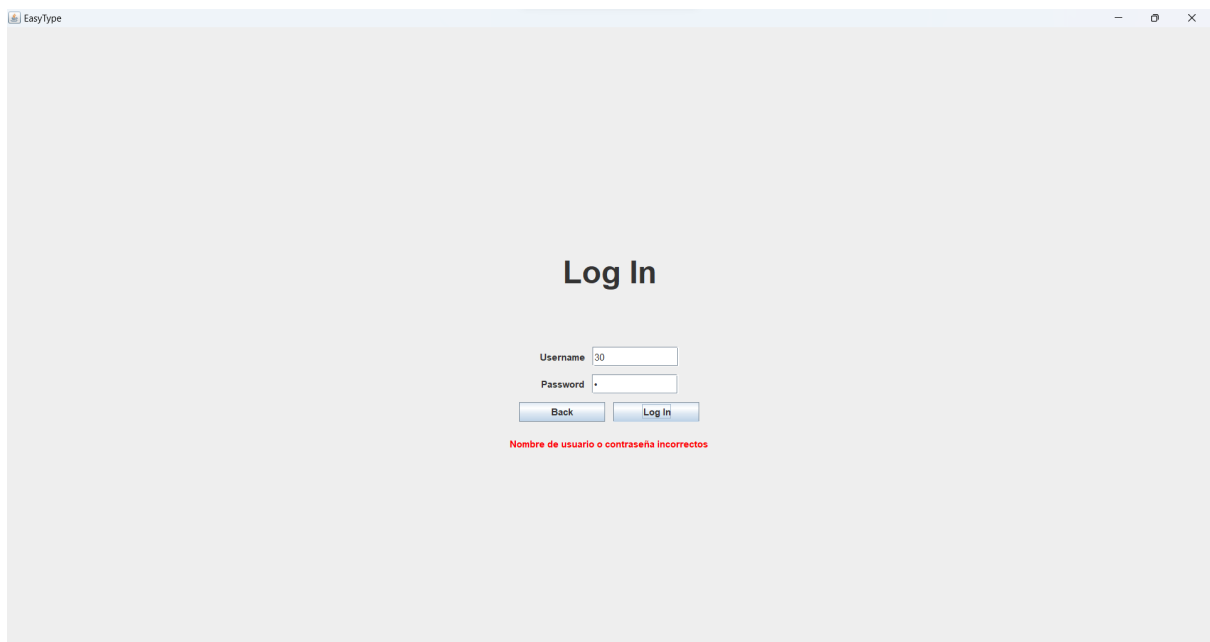 EasyType
Log In
Username 30
Password •
Back Log In
Nombre de usuario o contraseña incorrectos